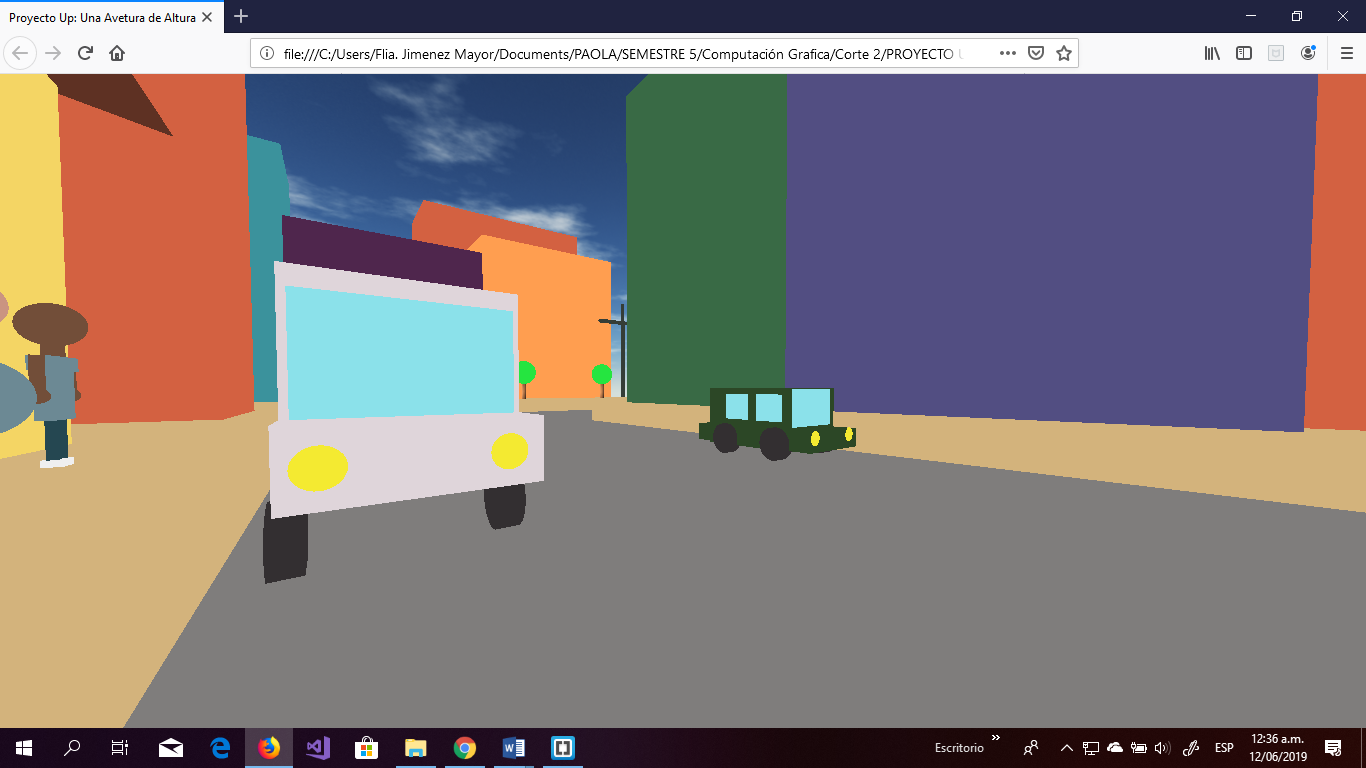 Proyecto Up: Una Avetura de Altura
file:///C:/Users/Flia. Jimenez Mayor/Documents/PAOLA/SEMESTRE 5/Computación Grafica/Corte 2/PROYECTO
Escritorio
ESP
12:36 a.m.
12/06/2019